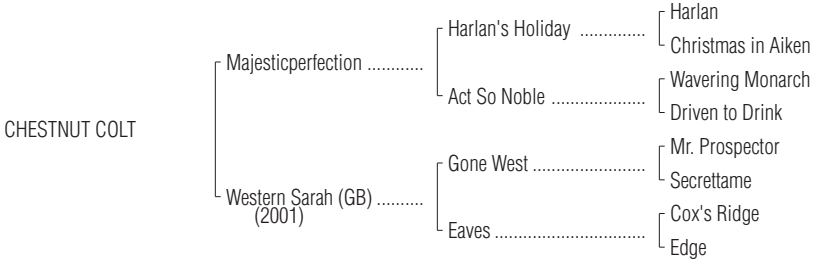 Harlan
Harlan's Holiday ..............
Christmas in Aiken
Majesticperfection ............
Wavering Monarch
Act So Noble ....................
Driven to Drink
CHESTNUT COLT
Mr. Prospector
Gone West ........................
Secrettame
Western Sarah (GB) ..........
(2001)
Cox's Ridge
Eaves ................................
Edge